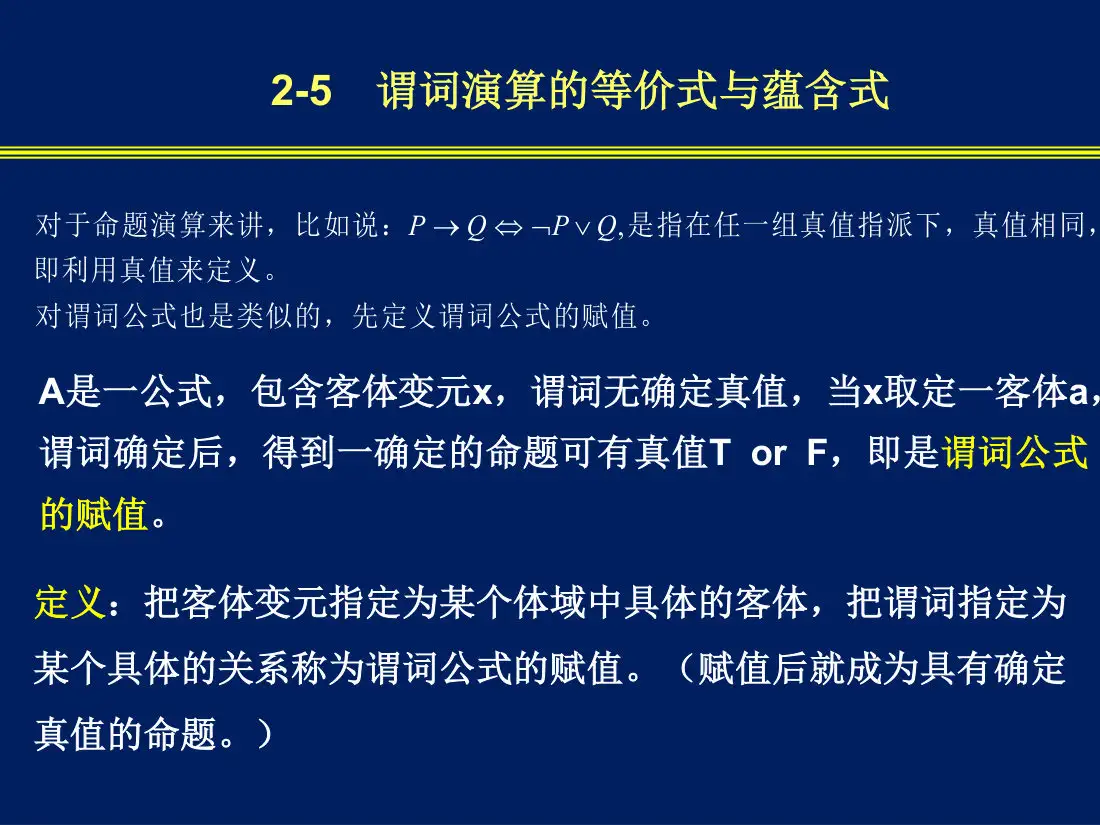 2-5 谓词演算的等价式与蕴含式
对于命题演算来讲，比如说：P → Q ⇔ ¬P ∨ Q,是指在任一组真值指派下，真值相同，
即利用真值来定义。
对谓词公式也是类似的，先定义谓词公式的赋值。
A是一公式，包含客体变元x，谓词无确定真值，当x取定一客体a，
谓词确定后，得到一确定的命题可有真值T or F，即是谓词公式
的赋值。
定义：把客体变元指定为某个体域中具体的客体，把谓词指定为
某个具体的关系称为谓词公式的赋值。（赋值后就成为具有确定
真值的命题。）